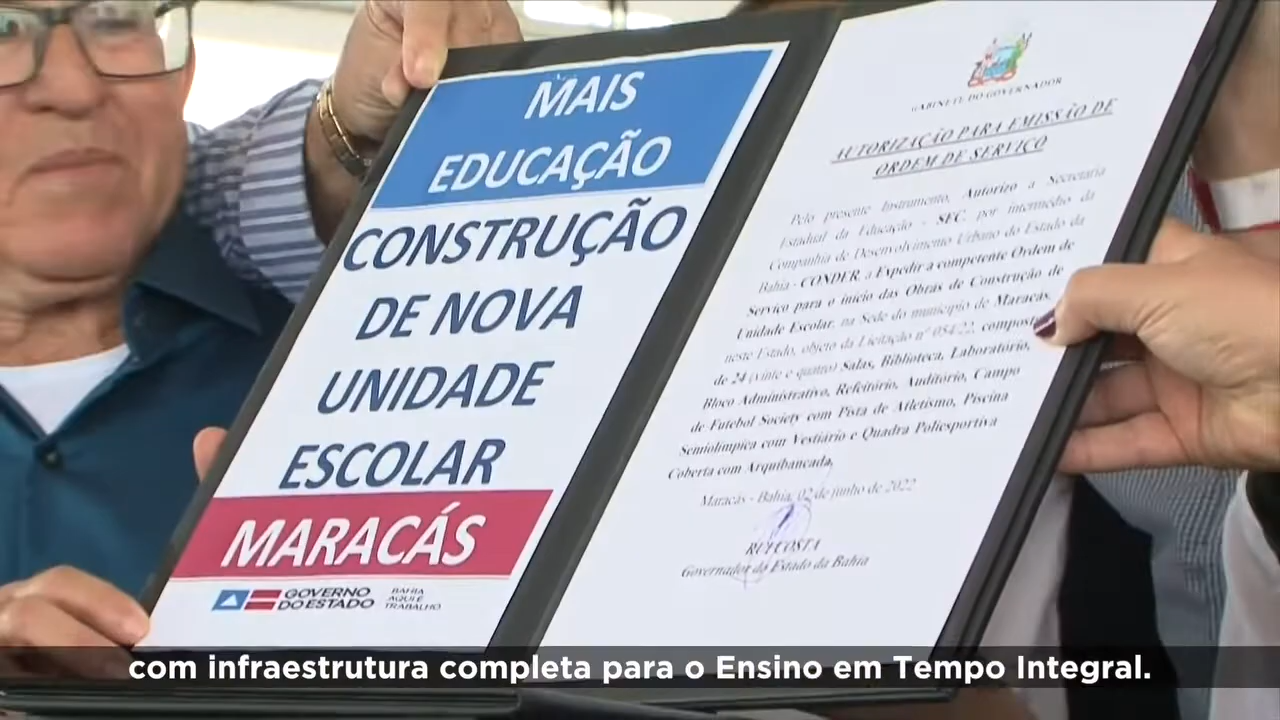 MAIS
EDUCAÇÃO
CONSTRUÇÃO
DE NOVA
UNIDADE
ESCOLAR
MARACÁS
GOVERNO
DO ESTADO
BAHIA
AQUI É
TRABALHO
GABINETE DO GOVERNADOR
AUTORIZAÇÃO PARA EMISSÃO DE
ORDEM DE SERVIÇO
Pelo presente Instrumento, Autorizo a Secretaria
Estadual da Educação - SEC, por intermédio da
Companhia de Desenvolvimento Urbano do Estado da
Bahia - CONDER, a Expedir a competente Ordem de
Serviço para o início das Obras de Construção de
Unidade Escolar, na Sede do município de Maracás,
neste Estado, objeto da Licitação nº 054/22, composta
de 24 (vinte e quatro) Salas, Biblioteca, Laboratório,
Bloco Administrativo, Refeitório, Auditório, Campo
de Futebol Society com Pista de Atletismo, Piscina
Semiolímpica com Vestiário e Quadra Poliesportiva
Coberta com Arquibancada.
Maracás - Bahia, 02 de junho de 2022
RUI COSTA
Governador do Estado da Bahia
com infraestrutura completa para o Ensino em Tempo Integral.